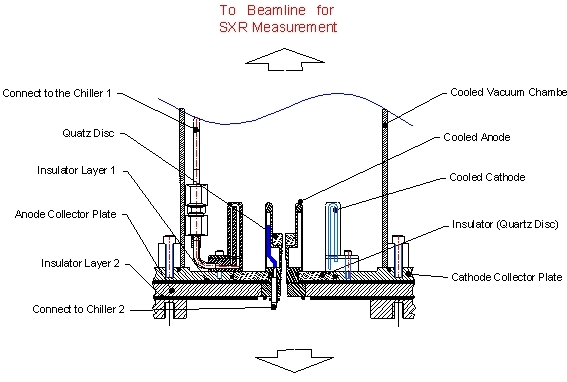 To Beamline for
SXR Measurement
Connect to the Chiller 1
Quatz Disc
Insulator Layer 1
Anode Collector Plate
Insulator Layer 2
Connect to Chiller 2
Cooled Vacuum Chambe
Cooled Anode
Cooled Cathode
Insulator (Quartz Disc)
Cathode Collector Plate